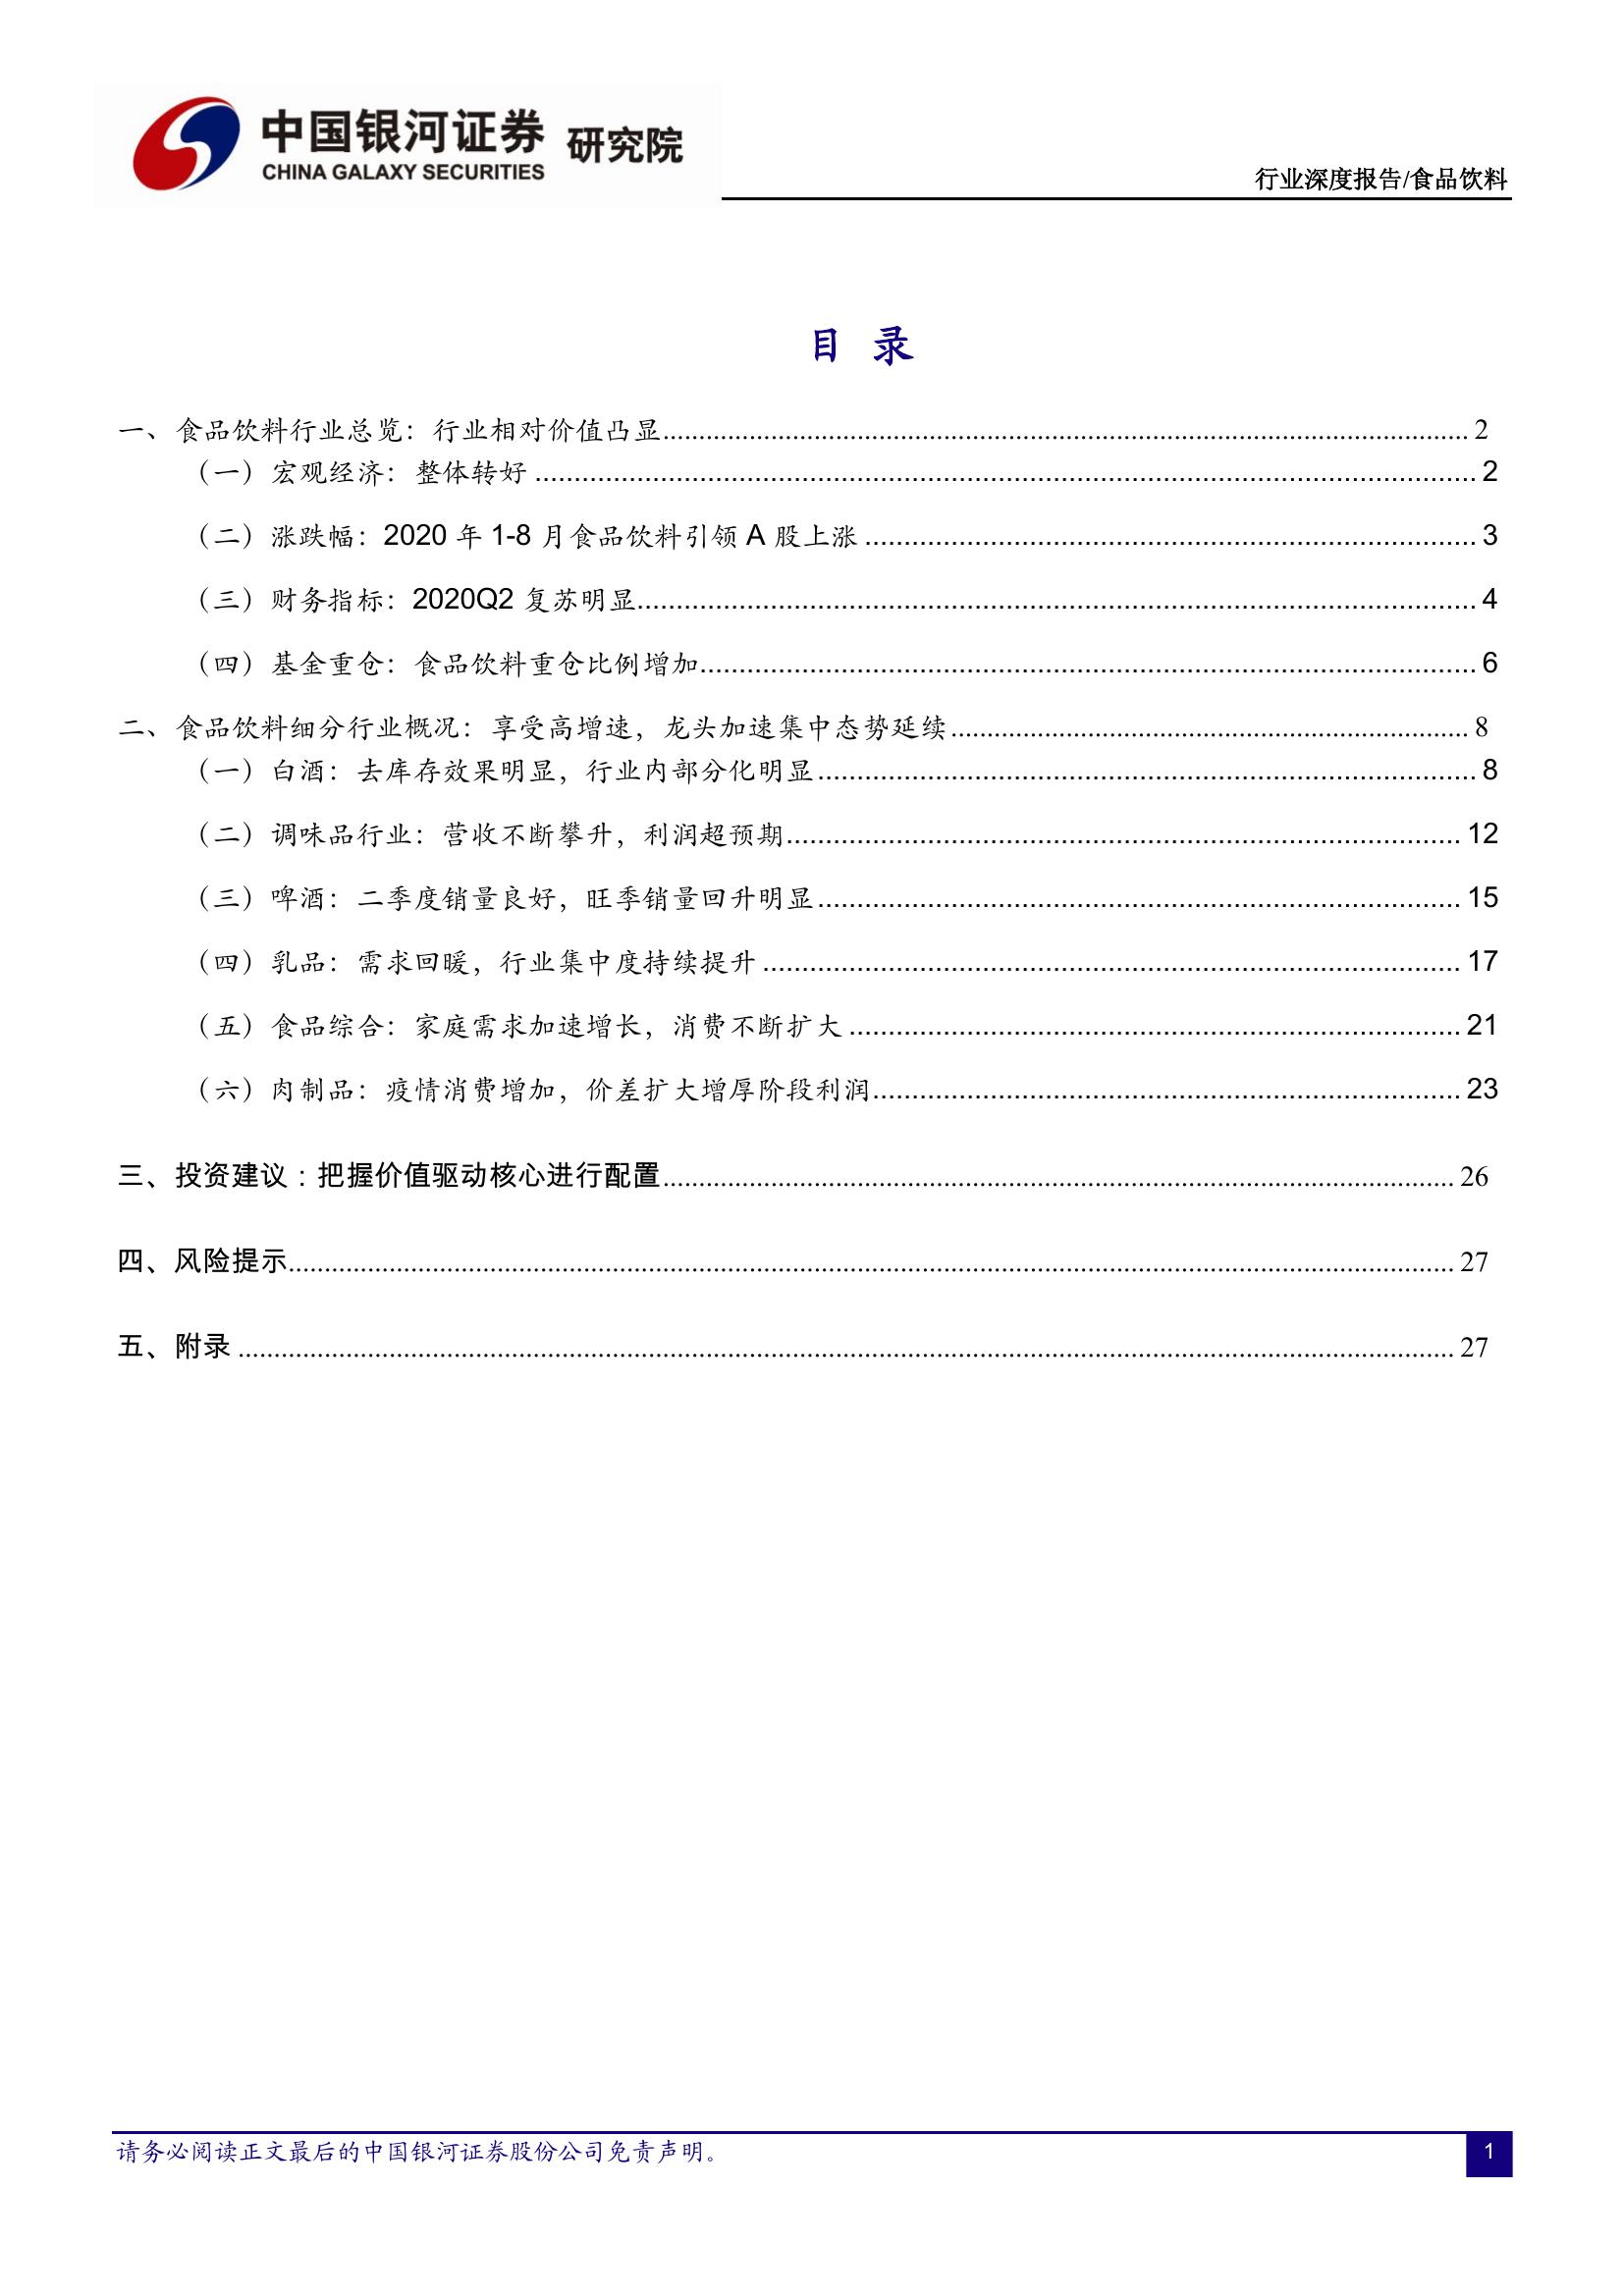 中国银河证券 研究院
CHINA GALAXY SECURITIES
行业深度报告/食品饮料
目 录
一、食品饮料行业总览：行业相对价值凸显........................................ 2
（一）宏观经济：整体转好 ........................................ 2
（二）涨跌幅：2020 年 1-8 月食品饮料引领 A 股上涨 ........................................ 3
（三）财务指标：2020Q2 复苏明显........................................ 4
（四）基金重仓：食品饮料重仓比例增加........................................ 6
二、食品饮料细分行业概况：享受高增速，龙头加速集中态势延续........................................ 8
（一）白酒：去库存效果明显，行业内部分化明显........................................ 8
（二）调味品行业：营收不断攀升，利润超预期........................................ 12
（三）啤酒：二季度销量良好，旺季销量回升明显........................................ 15
（四）乳品：需求回暖，行业集中度持续提升 ........................................ 17
（五）食品综合：家庭需求加速增长，消费不断扩大 ........................................ 21
（六）肉制品：疫情消费增加，价差扩大增厚阶段利润........................................ 23
三、投资建议：把握价值驱动核心进行配置........................................ 26
四、风险提示........................................ 27
五、附录 ........................................ 27
请务必阅读正文最后的中国银河证券股份公司免责声明。
1